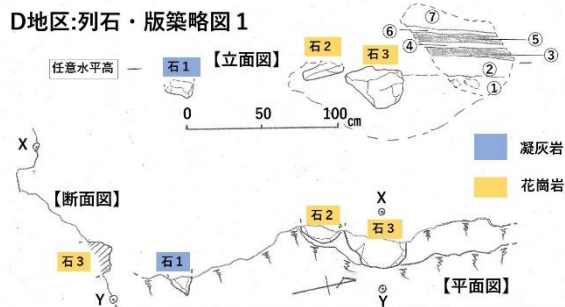 D地区:列石・版築略図1
⑦
⑥
⑤
石2
【立面図】
石1
石3
④
③
任意水平高
②
①
0
50
100
cm
凝灰岩
X
花崗岩
【断面図】
X
石2
石3
石3
石1
【平面図】
Y
Y